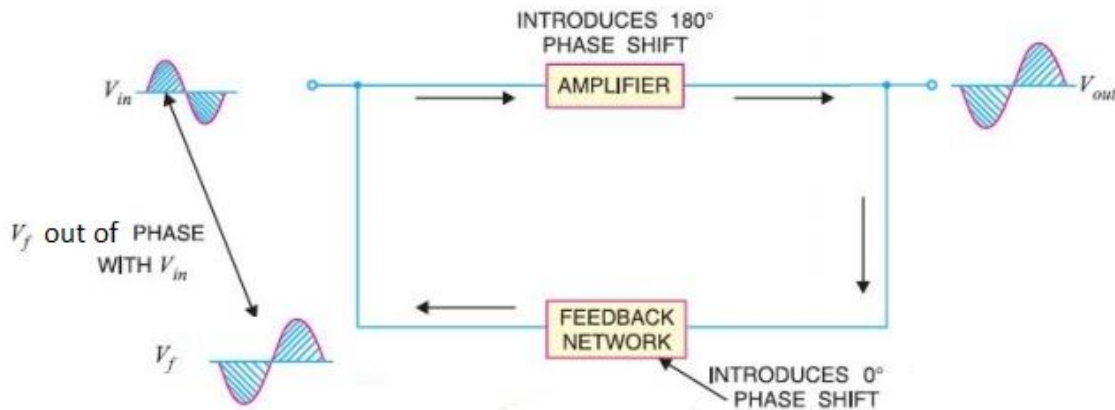 INTRODUCES 180°
PHASE SHIFT
V_in
AMPLIFIER
V_out
V_f out of PHASE
WITH V_in
V_f
FEEDBACK
NETWORK
INTRODUCES 0°
PHASE SHIFT